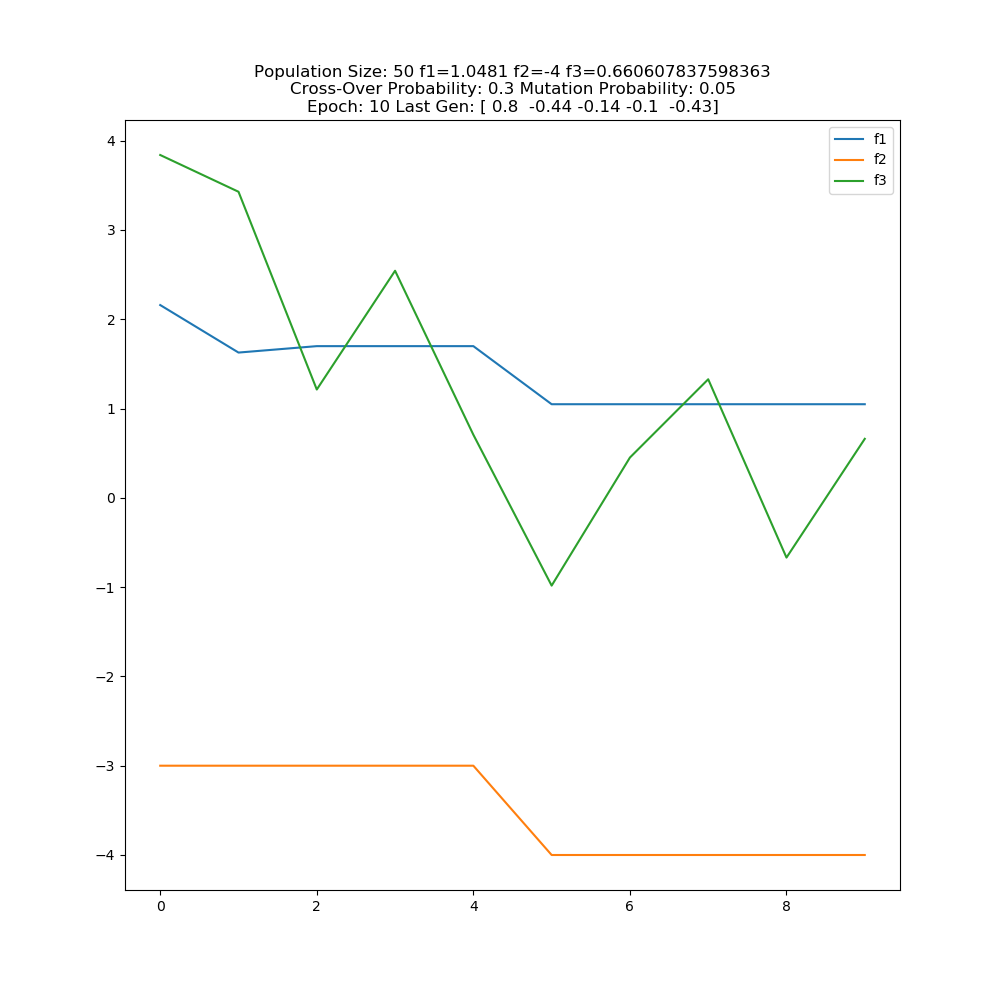 Population Size: 50 f1=1.0481 f2=-4 f3=0.660607837598363
Cross-Over Probability: 0.3 Mutation Probability: 0.05
Epoch: 10 Last Gen: [ 0.8  -0.44 -0.14 -0.1  -0.43]
f1
f2
f3
4
3
2
1
0
−1
−2
−3
−4
0 2 4 6 8